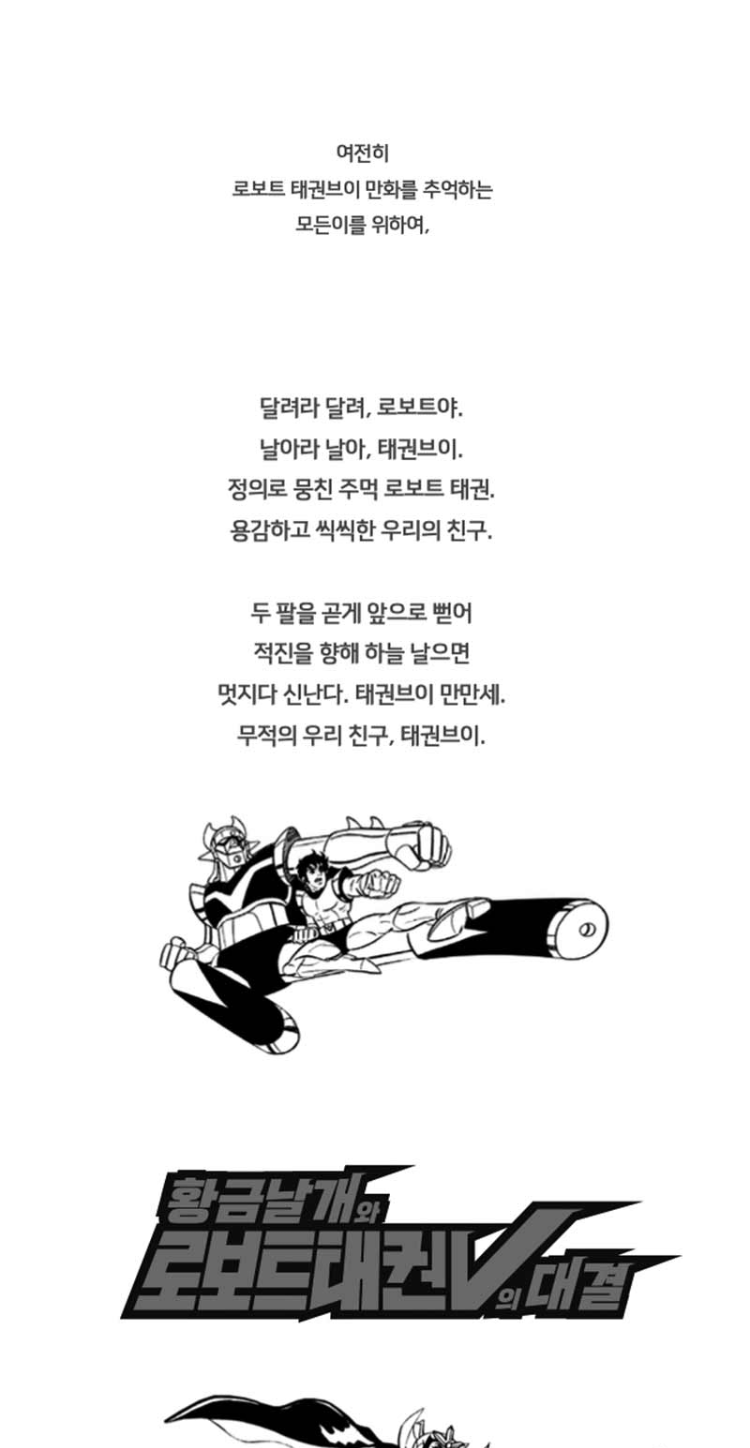 여전히
로보트 태권브이 만화를 추억하는
모든이를 위하여,
달려라 달려, 로보트야.
날아라 날아, 태권브이.
정의로 뭉친 주먹 로보트 태권.
용감하고 씩씩한 우리의 친구.
두 팔을 곧게 앞으로 뻗어
적진을 향해 하늘 날으면
멋지다 신난다. 태권브이 만만세.
무적의 우리 친구, 태권브이.
황금날개와
로보트태권V의 대결